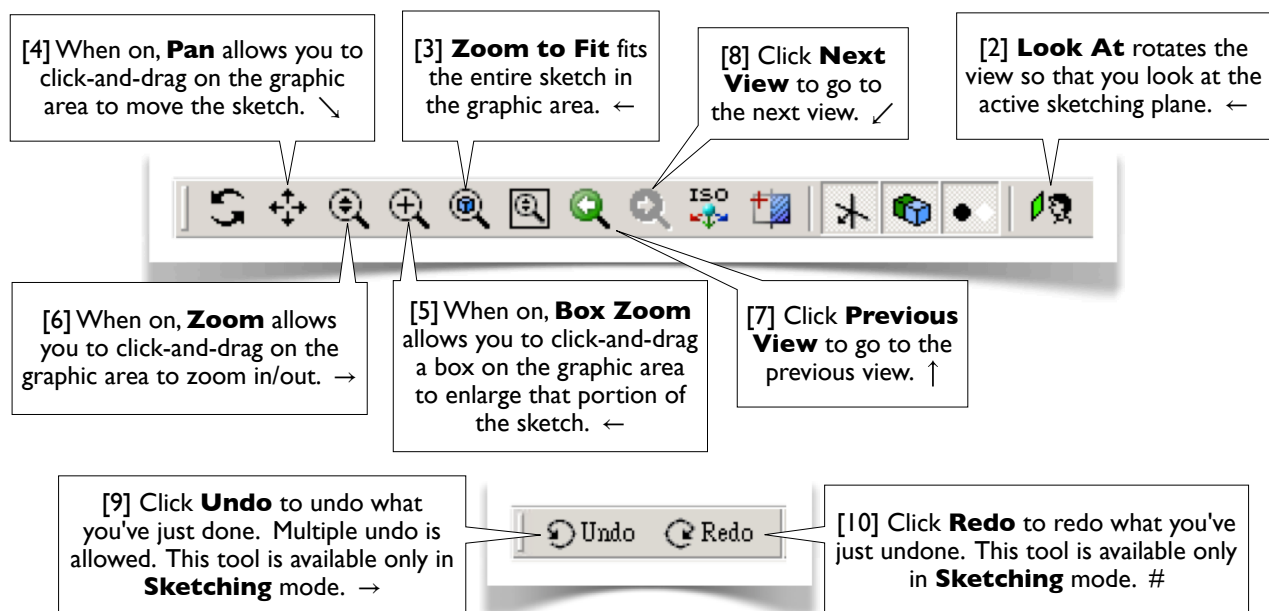 [4] When on, Pan allows you to
click-and-drag on the graphic
area to move the sketch. ↘
[3] Zoom to Fit fits
the entire sketch in
the graphic area. ←
[8] Click Next
View to go to
the next view. ↙
[2] Look At rotates the
view so that you look at the
active sketching plane. ←
ISO
[6] When on, Zoom allows
you to click-and-drag on the
graphic area to zoom in/out. →
[5] When on, Box Zoom
allows you to click-and-drag
a box on the graphic area
to enlarge that portion of
the sketch. ←
[7] Click Previous
View to go to the
previous view. ↑
[9] Click Undo to undo what
you've just done. Multiple undo is
allowed. This tool is available only in
Sketching mode. →
Undo Redo
[10] Click Redo to redo what you've
just undone. This tool is available only
in Sketching mode. #